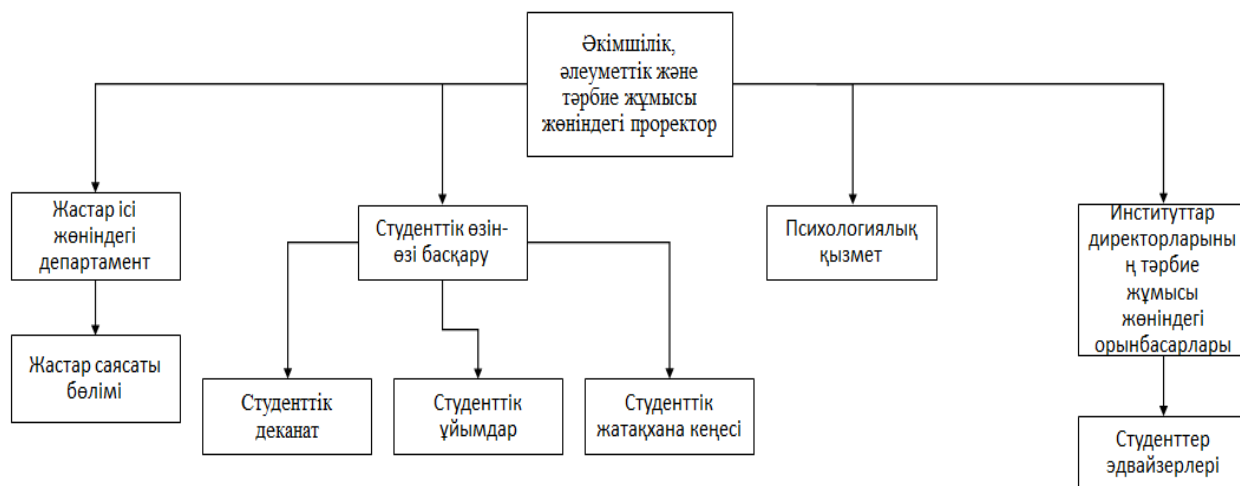 Әкімшілік,
әлеуметтік және
тәрбие жұмысы
жөніндегі проректор
Жастар ісі
жөніндегі
департамент
Студенттік өзін-
өзі басқару
Психологиялық
қызмет
Институттар
директорларының
ң тәрбие
жұмысы
жөніндегі
орынбасарлары
Жастар саясаты
бөлімі
Студенттік
деканат
Студенттік
ұйымдар
Студенттік
жатақхана кеңесі
Студенттер
эдвайзерлері